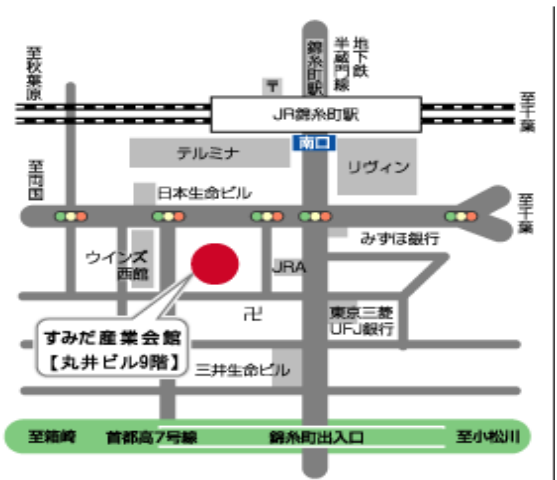 至秋葉原
錦糸町駅
半蔵門線
地下鉄
〒
JR錦糸町駅
至千葉
南口
テルミナ
リヴィン
至両国
日本生命ビル
至千葉
みずほ銀行
ウインズ
西館
JRA
卍
東京三菱
UFJ銀行
すみだ産業会館
【丸井ビル9階】
三井生命ビル
至箱崎
首都高7号線
錦糸町出入口
至小松川